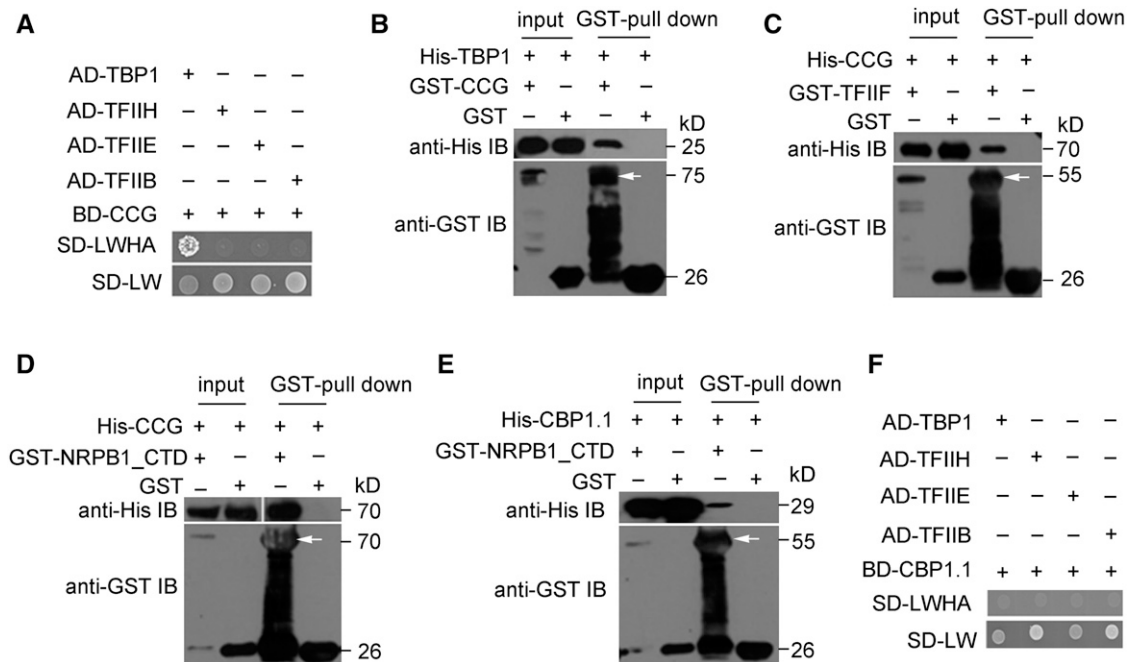 A
AD-TBP1 + – – –
AD-TFIIH – + – –
AD-TFIIE – – + –
AD-TFIIB – – – +
BD-CCG + + + +
SD-LWHA
SD-LW
B
input GST-pull down
His-TBP1 + + + +
GST-CCG + – + –
GST – + – + kD
anti-His IB 25
75
anti-GST IB
26
C
input GST-pull down
His-CCG + + + +
GST-TFIIF + – + –
GST – + – + kD
anti-His IB 70
55
anti-GST IB
26
D
input GST-pull down
His-CCG + + + +
GST-NRPB1_CTD + – + –
GST – + – + kD
anti-His IB 70
70
anti-GST IB
26
E
input GST-pull down
His-CBP1.1 + + + +
GST-NRPB1_CTD + – + –
GST – + – + kD
anti-His IB 29
55
anti-GST IB
26
F
AD-TBP1 + – – –
AD-TFIIH – + – –
AD-TFIIE – – + –
AD-TFIIB – – – +
BD-CBP1.1 + + + +
SD-LWHA
SD-LW